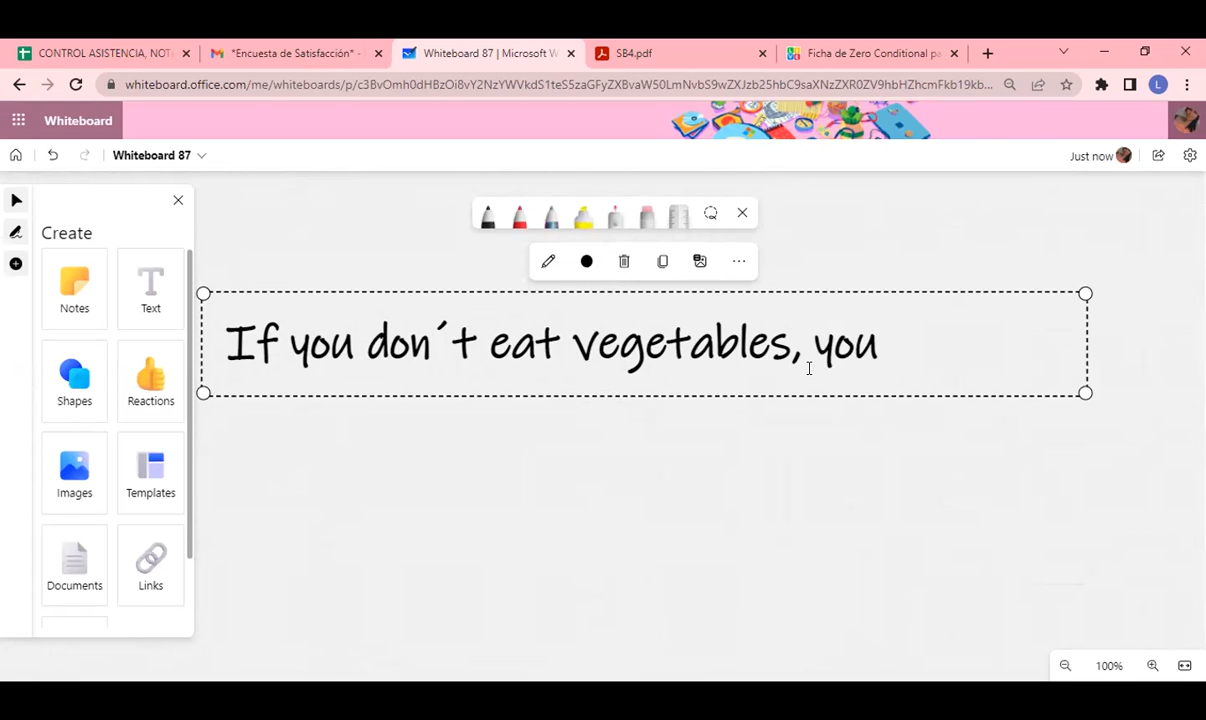 CONTROL ASISTENCIA, NOT
*Encuesta de Satisfacción* -
Whiteboard 87 | Microsoft W
SB4.pdf
Ficha de Zero Conditional pa
whiteboard.office.com/me/whiteboards/p/
L
Whiteboard
Whiteboard 87
Just now
Create
Notes
Text
Shapes
Reactions
Images
Templates
Documents
Links
If you don´t eat vegetables, you
100%